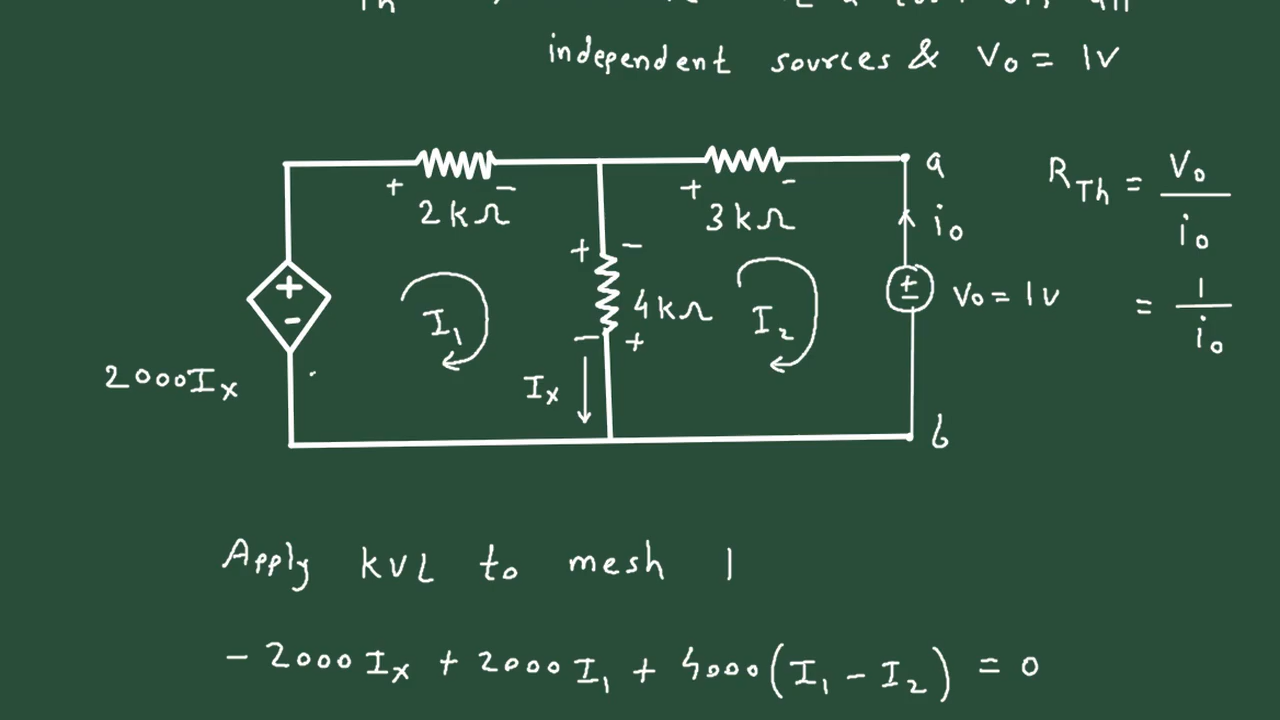 independent sources & V₀ = 1V
+ - + - a
2kΩ 3kΩ
R_Th = V₀ / i₀
i₀
+ -
+ - I₁ 4kΩ I₂ ± V₀ = 1V
= 1 / i₀
- +
2000Iₓ Iₓ b
Apply KVL to mesh 1
- 2000 Iₓ + 2000 I₁ + 4000 (I₁ - I₂) = 0